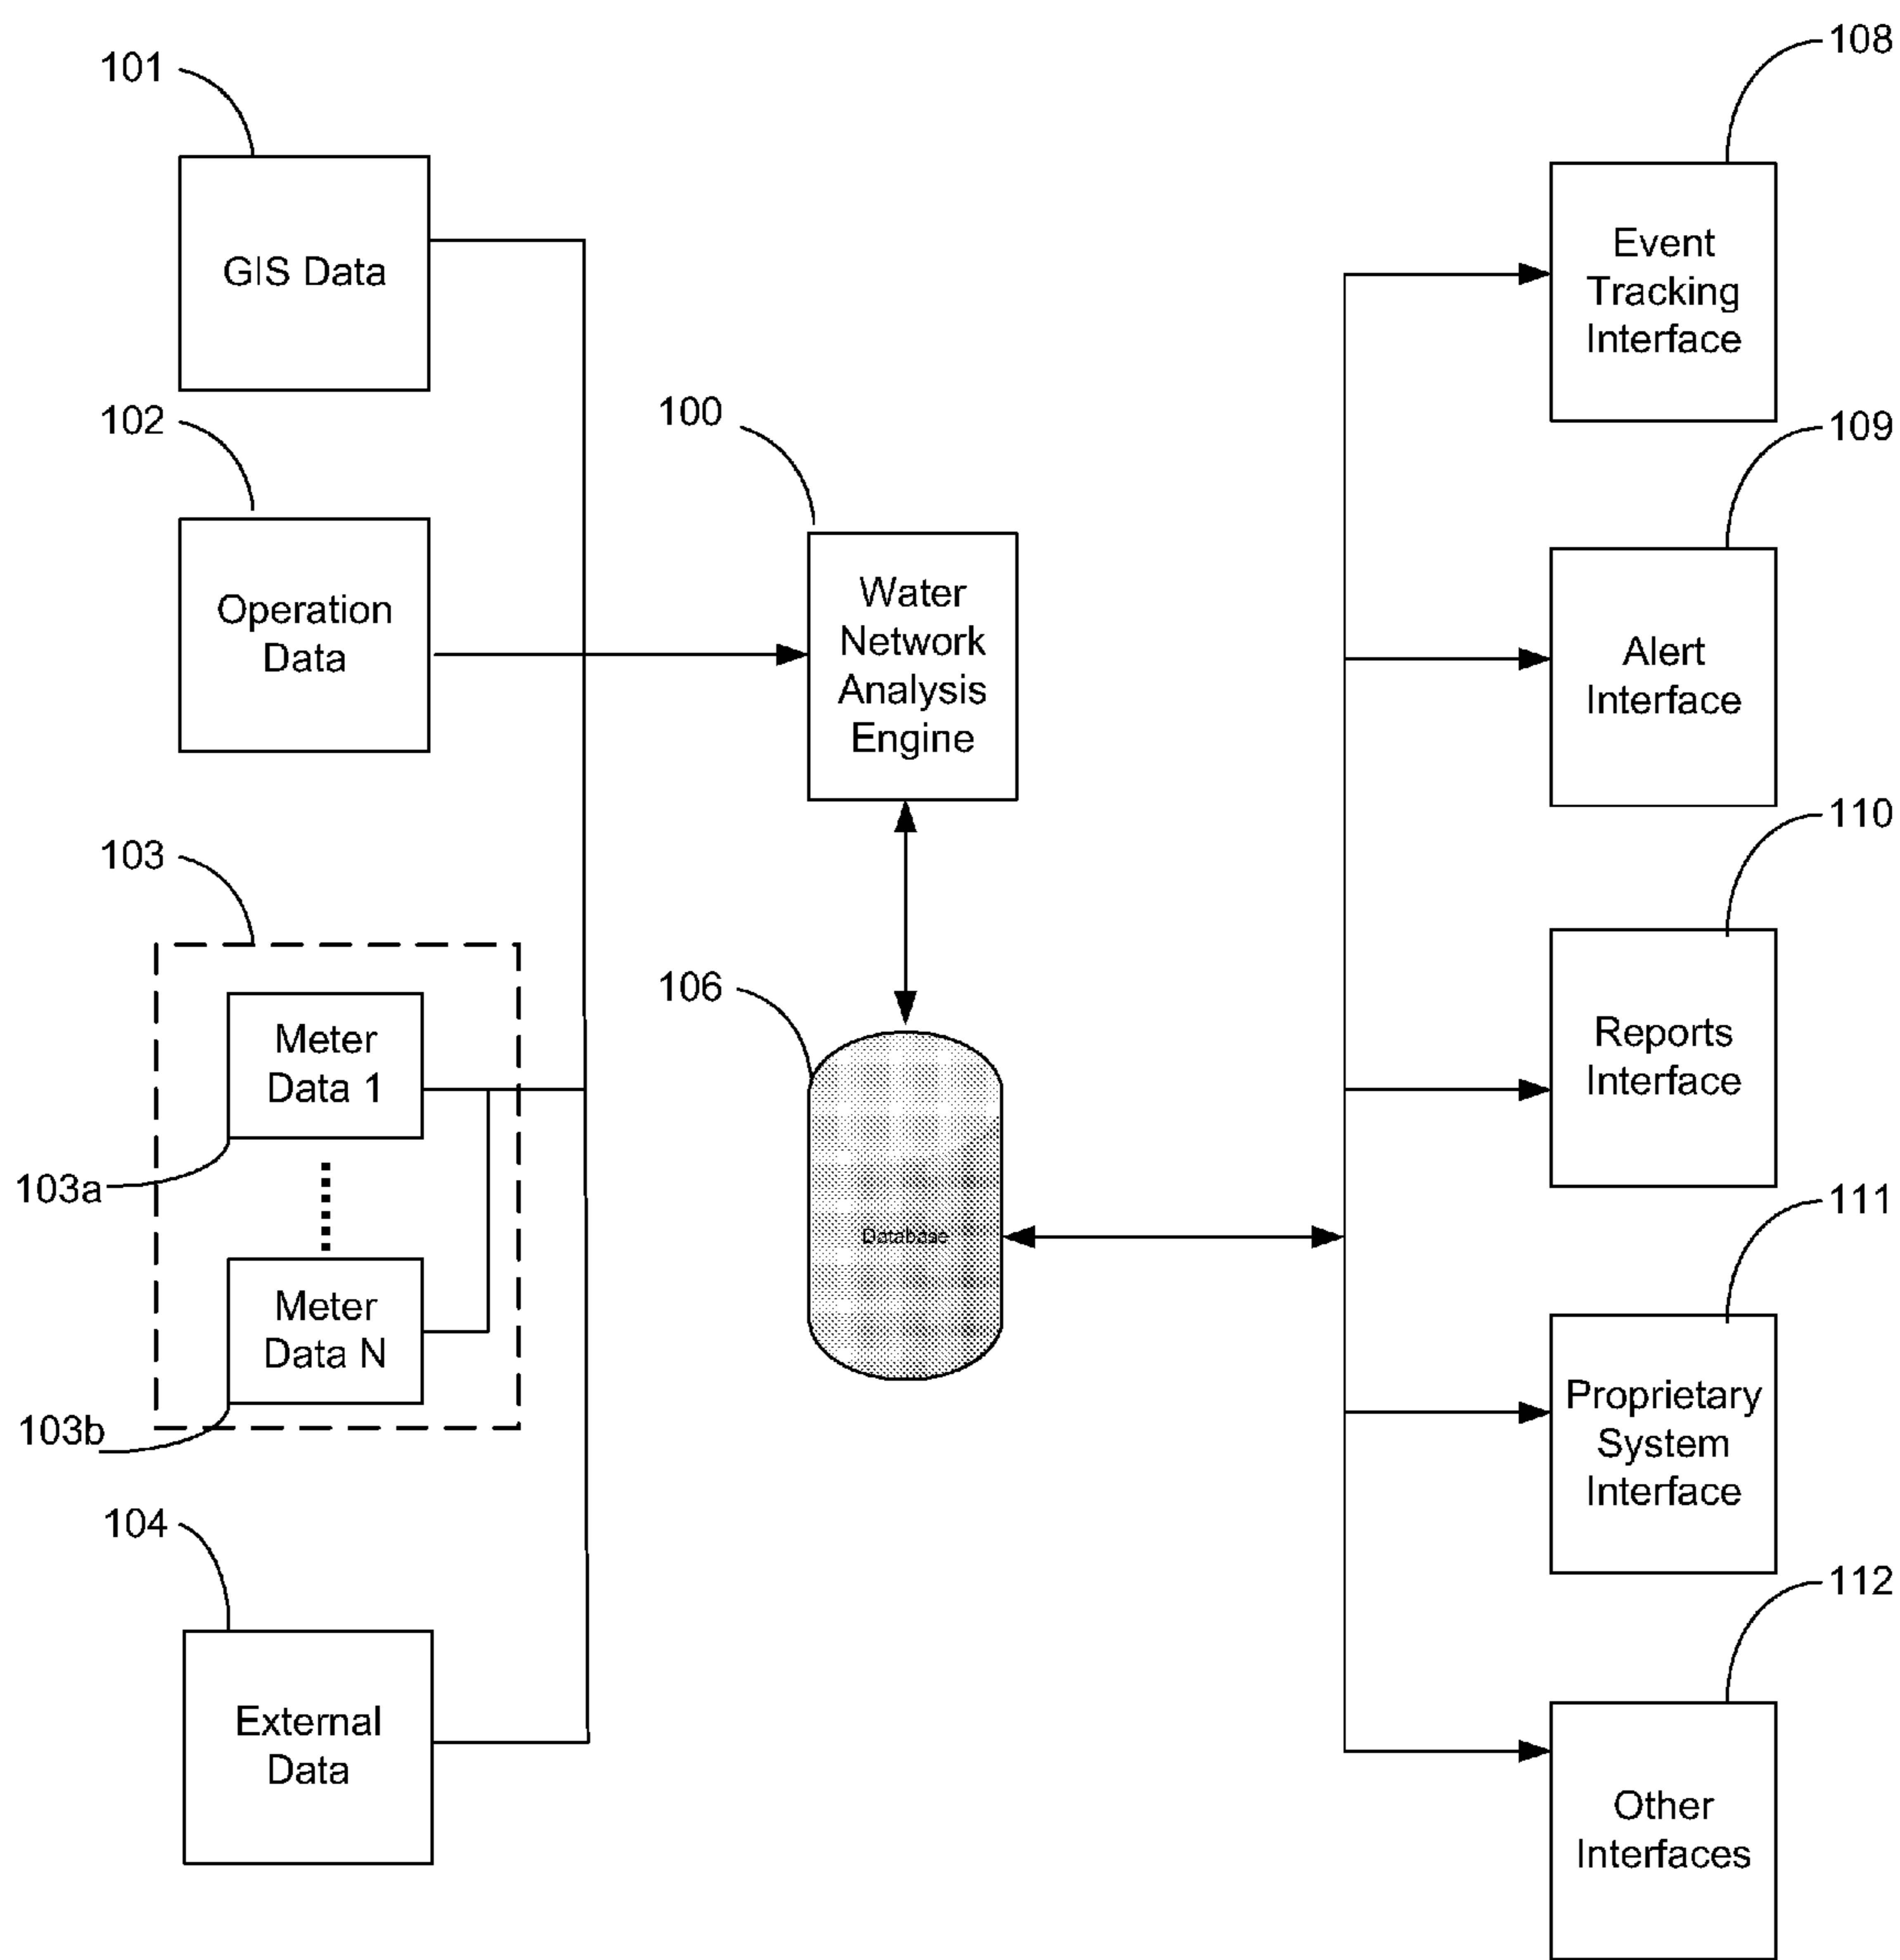 101
GIS Data
102
Operation
Data
103
Meter
Data 1
103a
Meter
Data N
103b
104
External
Data
100
Water
Network
Analysis
Engine
106
Database
108
Event
Tracking
Interface
109
Alert
Interface
110
Reports
Interface
111
Proprietary
System
Interface
112
Other
Interfaces